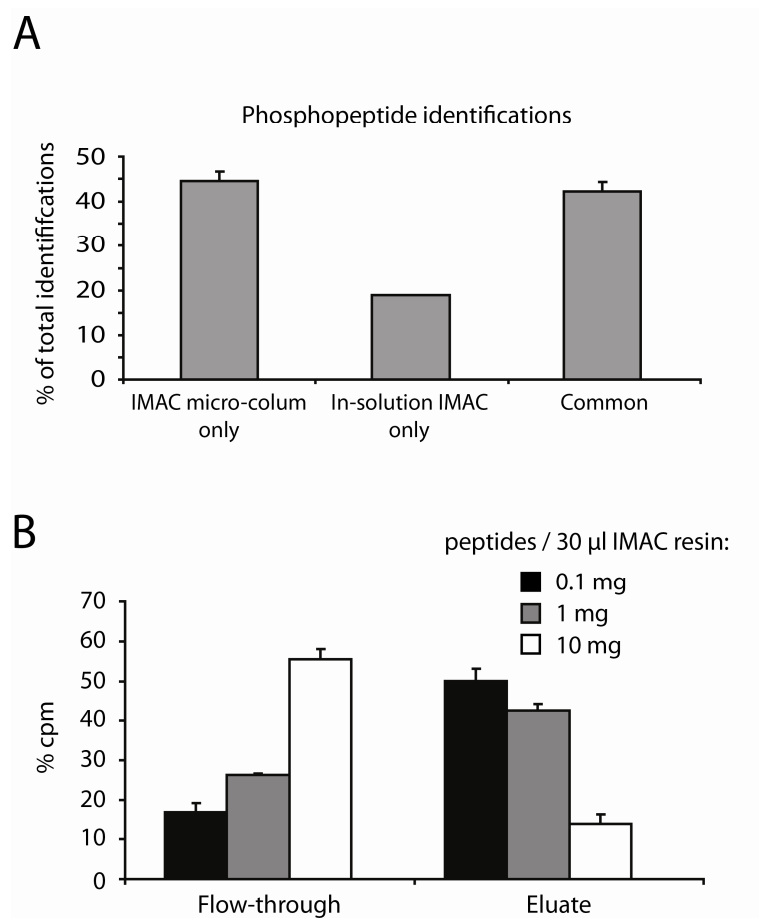 A
Phosphopeptide identifications
% of total identififcations
50
40
30
20
10
0
IMAC micro-colum only
In-solution IMAC only
Common
B
peptides / 30 µl IMAC resin:
0.1 mg
1 mg
10 mg
% cpm
70
60
50
40
30
20
10
0
Flow-through
Eluate